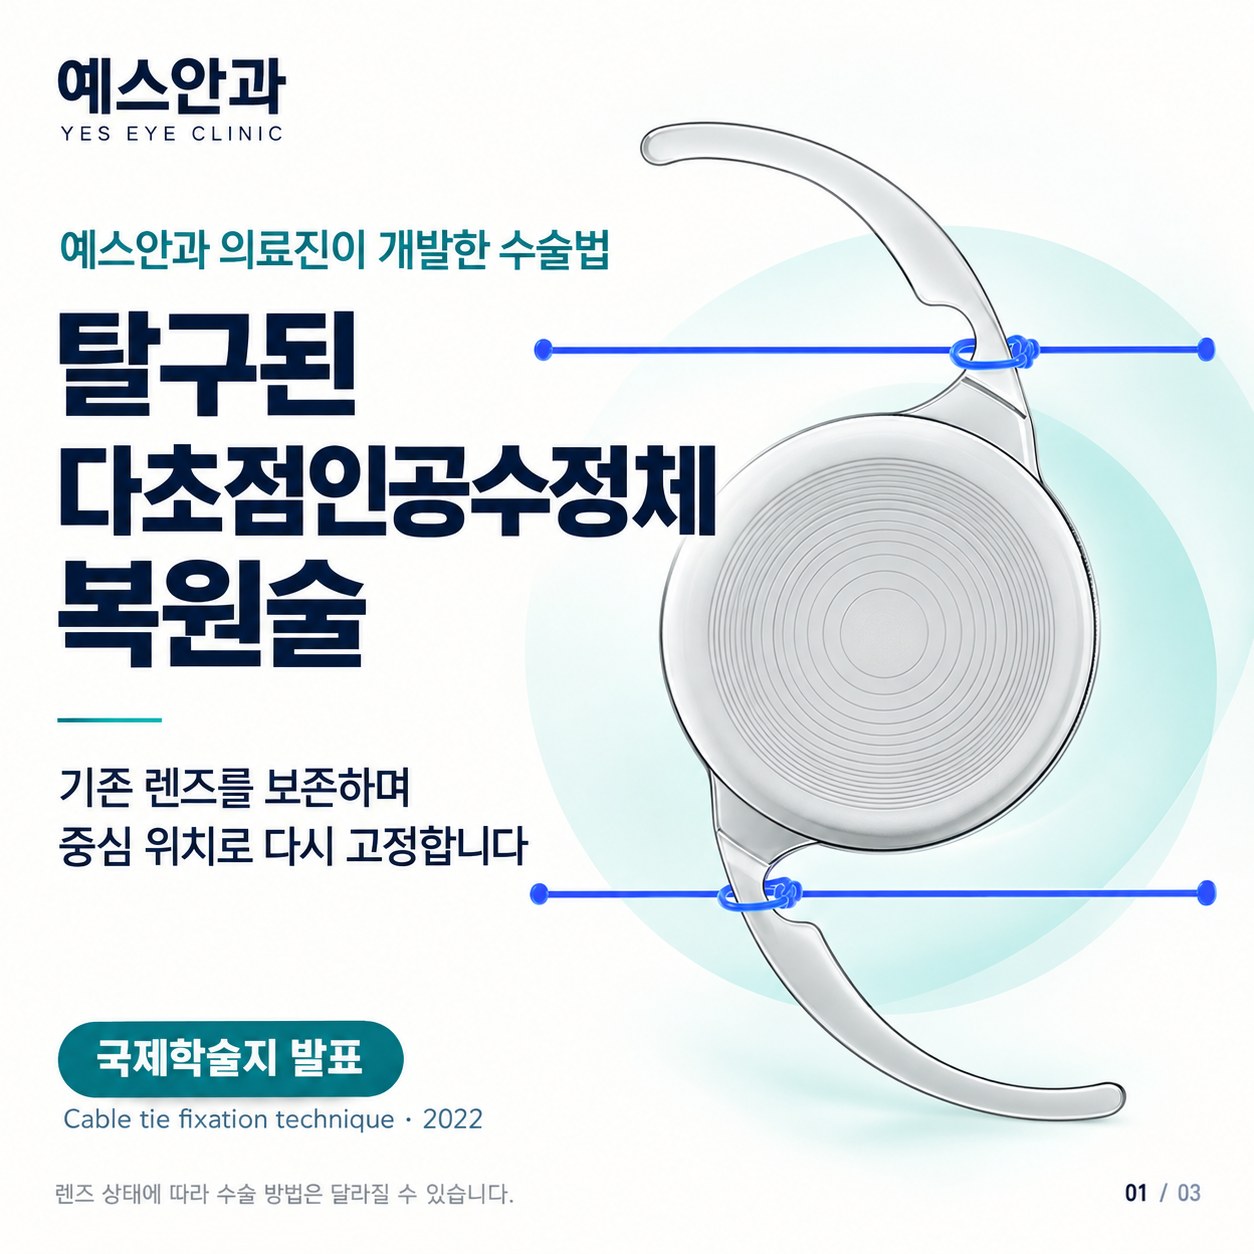 예스안과
YES EYE CLINIC
예스안과 의료진이 개발한 수술법
탈구된
다초점인공수정체
복원술
기존 렌즈를 보존하며
중심 위치로 다시 고정합니다
국제학술지 발표
Cable tie fixation technique · 2022
렌즈 상태에 따라 수술 방법은 달라질 수 있습니다.
01 / 03